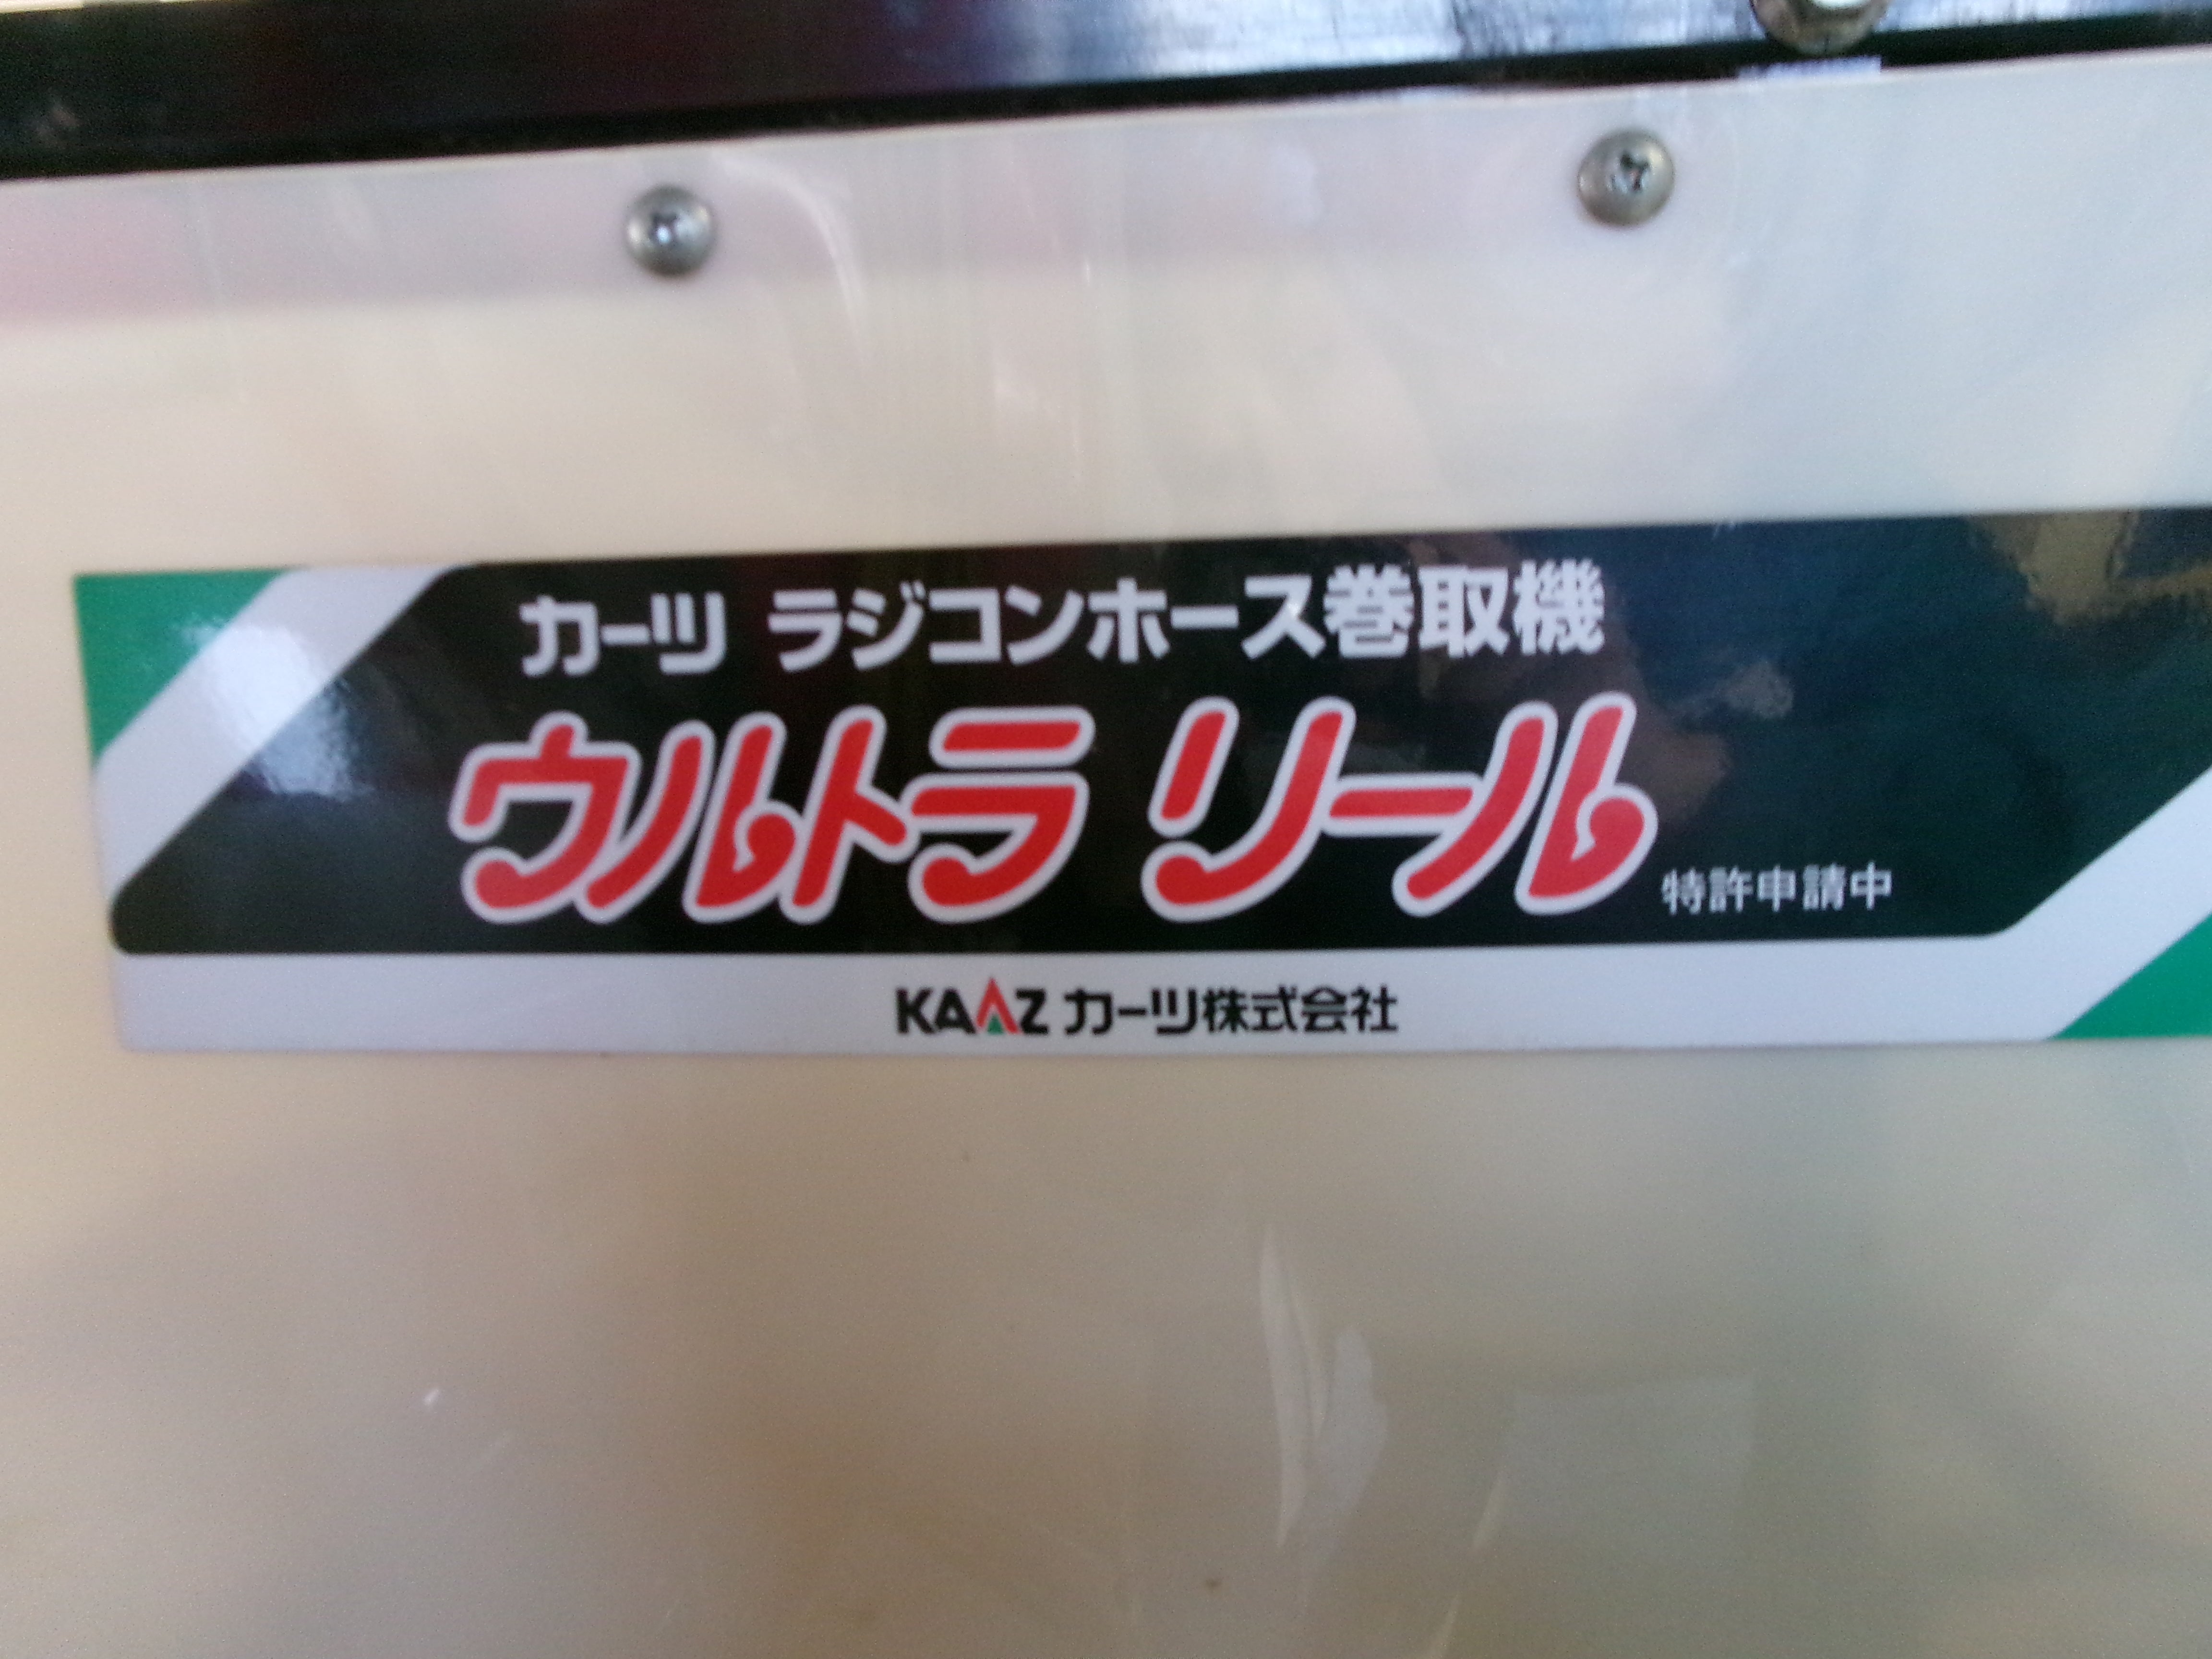 カーツ ラジコンホース巻取機
ウルトラ リール 特許申請中
KAAZ カーツ株式会社